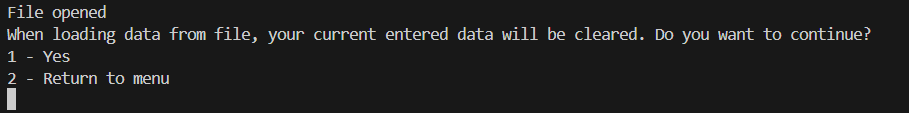 File opened
When loading data from file, your current entered data will be cleared. Do you want to continue?
1 - Yes
2 - Return to menu